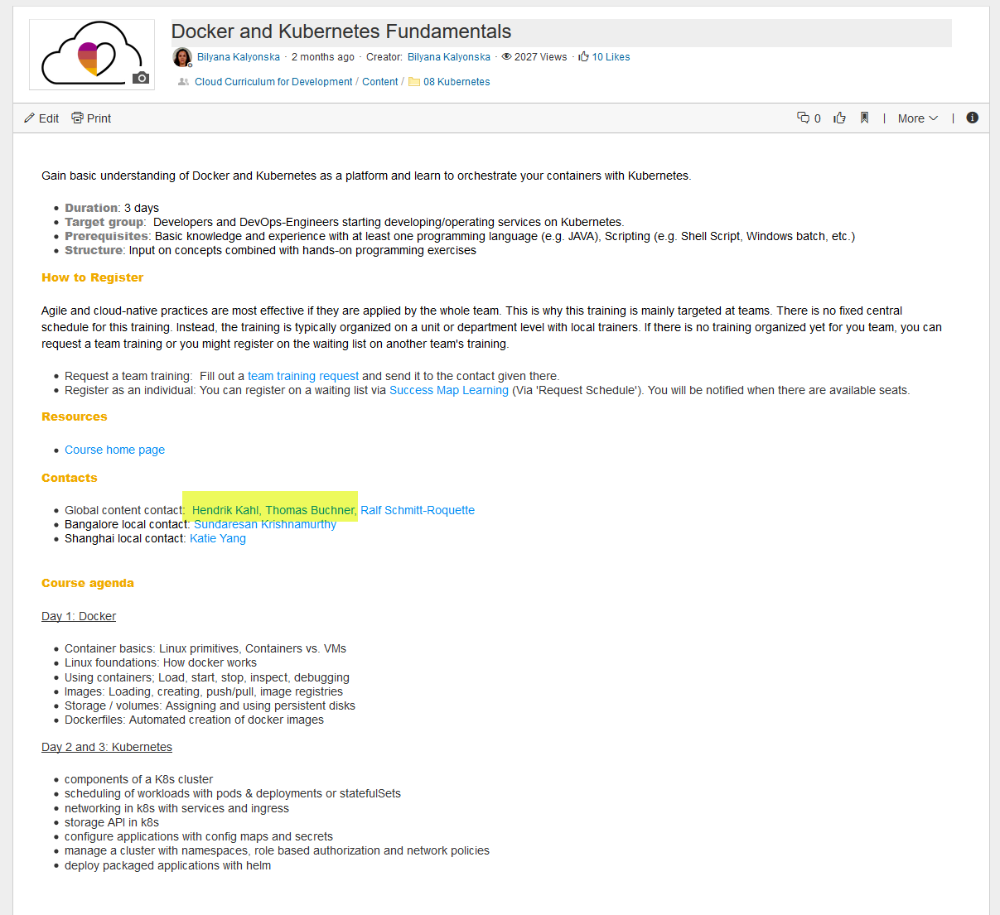 Docker and Kubernetes Fundamentals
Bilyana Kalyonska · 2 months ago · Creator: Bilyana Kalyonska · 2027 Views · 10 Likes
Cloud Curriculum for Development / Content / 08 Kubernetes
Edit Print 0 | More | i
Gain basic understanding of Docker and Kubernetes as a platform and learn to orchestrate your containers with Kubernetes.
• Duration: 3 days
• Target group: Developers and DevOps-Engineers starting developing/operating services on Kubernetes.
• Prerequisites: Basic knowledge and experience with at least one programming language (e.g. JAVA), Scripting (e.g. Shell Script, Windows batch, etc.)
• Structure: Input on concepts combined with hands-on programming exercises
How to Register
Agile and cloud-native practices are most effective if they are applied by the whole team. This is why this training is mainly targeted at teams. There is no fixed central
schedule for this training. Instead, the training is typically organized on a unit or department level with local trainers. If there is no training organized yet for you team, you can
request a team training or you might register on the waiting list on another team's training.
• Request a team training: Fill out a team training request and send it to the contact given there.
• Register as an individual: You can register on a waiting list via Success Map Learning (Via 'Request Schedule'). You will be notified when there are available seats.
Resources
• Course home page
Contacts
• Global content contact: Hendrik Kahl, Thomas Buchner, Ralf Schmitt-Roquette
• Bangalore local contact: Sundaresan Krishnamurthy
• Shanghai local contact: Katie Yang
Course agenda
Day 1: Docker
• Container basics: Linux primitives, Containers vs. VMs
• Linux foundations: How docker works
• Using containers; Load, start, stop, inspect, debugging
• Images: Loading, creating, push/pull, image registries
• Storage / volumes: Assigning and using persistent disks
• Dockerfiles: Automated creation of docker images
Day 2 and 3: Kubernetes
• components of a K8s cluster
• scheduling of workloads with pods & deployments or statefulSets
• networking in k8s with services and ingress
• storage API in k8s
• configure applications with config maps and secrets
• manage a cluster with namespaces, role based authorization and network policies
• deploy packaged applications with helm